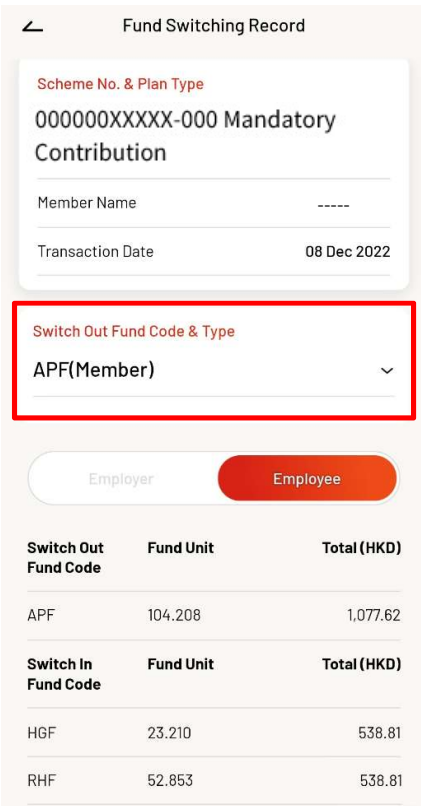 Fund Switching Record
Scheme No. & Plan Type
000000XXXXX-000 Mandatory
Contribution
Member Name -----
Transaction Date 08 Dec 2022
Switch Out Fund Code & Type
APF(Member)
Employer Employee
Switch Out Fund Code Fund Unit Total (HKD)
APF 104.208 1,077.62
Switch In Fund Code Fund Unit Total (HKD)
HGF 23.210 538.81
RHF 52.853 538.81